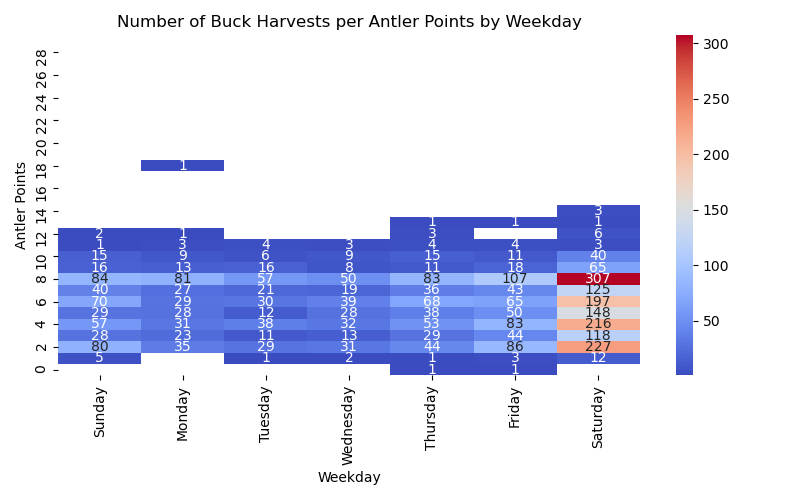 Number of Buck Harvests per Antler Points by Weekday
28
26
24
22
20
18 1
16
3
14 1 1 1
2 1 3 6
12 1 3 4 3 4 4 3
15 9 6 9 15 11 40
10 16 13 16 8 11 18 65
84 81 57 50 83 107 307
8 40 27 21 19 36 43 125
70 29 30 39 68 65 197
6 29 28 12 28 38 50 148
57 31 38 32 53 83 216
4 28 23 11 13 29 44 118
80 35 29 31 44 86 227
2 5 1 2 1 3 12
0 1 1
Antler Points
Sunday Monday Tuesday Wednesday Thursday Friday Saturday
Weekday
300
250
200
150
100
50